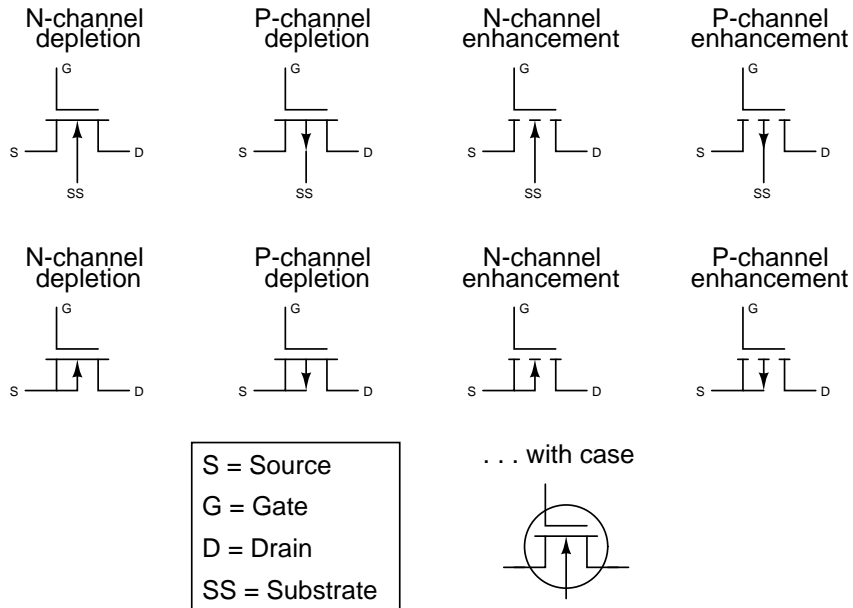 N-channel depletion
P-channel depletion
N-channel enhancement
P-channel enhancement
G
G
G
G
S D
S D
S D
S D
SS
SS
SS
SS
N-channel depletion
P-channel depletion
N-channel enhancement
P-channel enhancement
G
G
G
G
S D
S D
S D
S D
S = Source
G = Gate
D = Drain
SS = Substrate
. . . with case